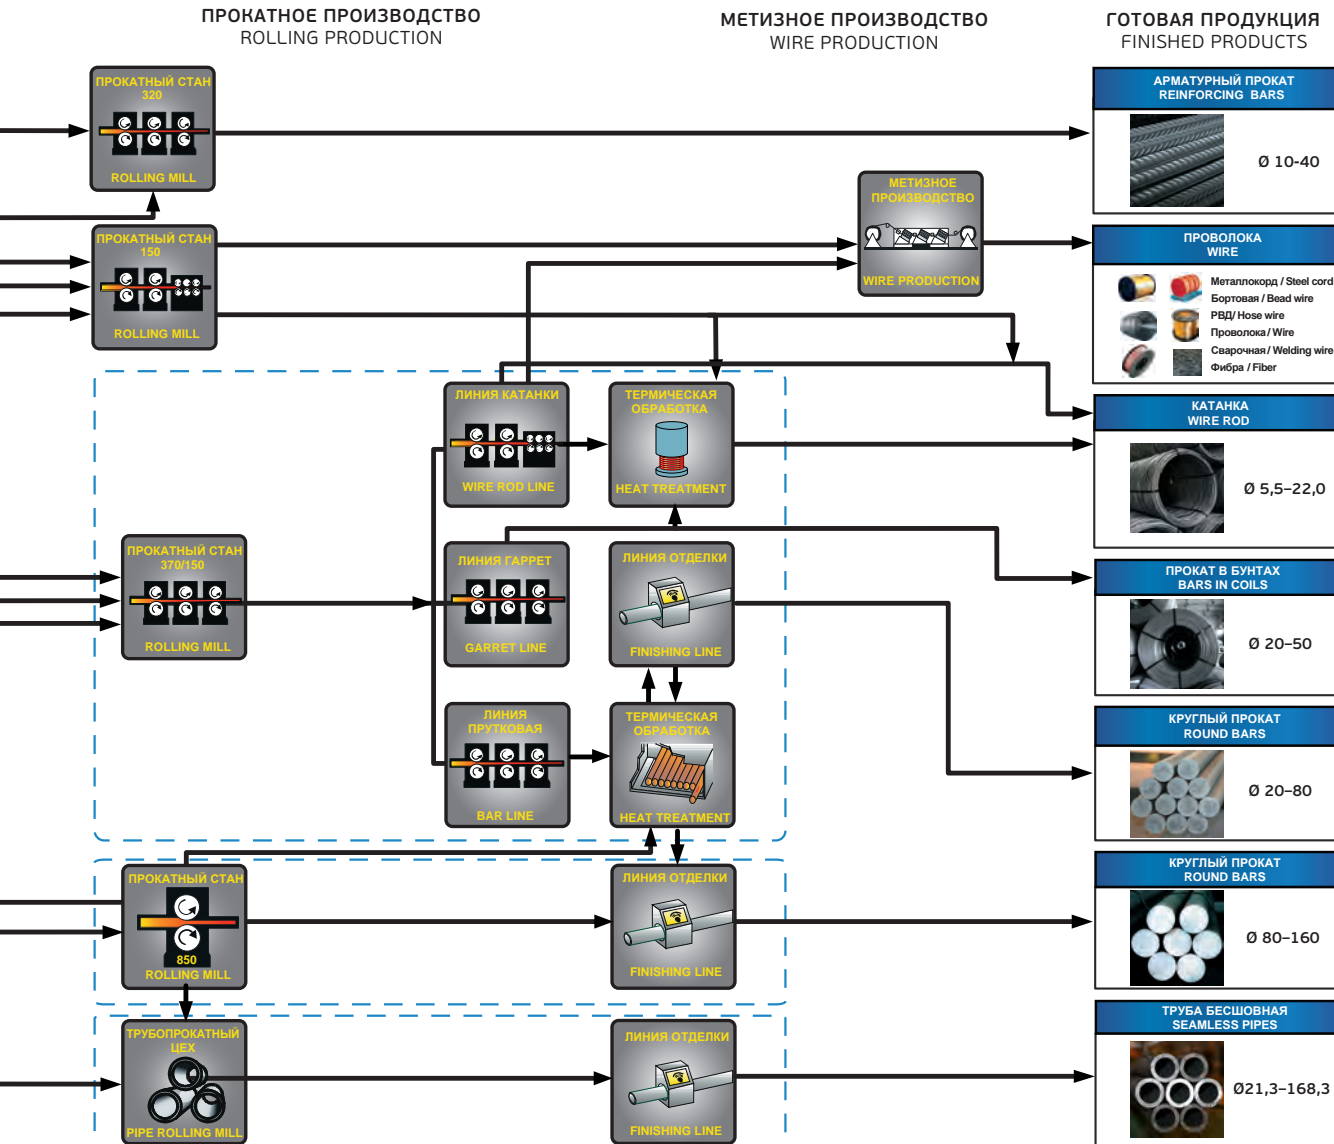 ПРОКАТНОЕ ПРОИЗВОДСТВО
ROLLING PRODUCTION
МЕТИЗНОЕ ПРОИЗВОДСТВО
WIRE PRODUCTION
ГОТОВАЯ ПРОДУКЦИЯ
FINISHED PRODUCTS
ПРОКАТНЫЙ СТАН
320
ROLLING MILL
АРМАТУРНЫЙ ПРОКАТ
REINFORCING BARS
Ø 10-40
МЕТИЗНОЕ
ПРОИЗВОДСТВО
WIRE PRODUCTION
ПРОКАТНЫЙ СТАН
150
ROLLING MILL
ПРОВОЛОКА
WIRE
Металлокорд / Steel cord
Бортовая / Bead wire
РВД/ Hose wire
Проволока / Wire
Сварочная / Welding wire
Фибра / Fiber
ЛИНИЯ КАТАНКИ
WIRE ROD LINE
ТЕРМИЧЕСКАЯ
ОБРАБОТКА
HEAT TREATMENT
КАТАНКА
WIRE ROD
Ø 5,5–22,0
ПРОКАТНЫЙ СТАН
370/150
ROLLING MILL
ЛИНИЯ ГАРРЕТ
GARRET LINE
ЛИНИЯ ОТДЕЛКИ
FINISHING LINE
ПРОКАТ В БУНТАХ
BARS IN COILS
Ø 20–50
ЛИНИЯ
ПРУТКОВАЯ
BAR LINE
ТЕРМИЧЕСКАЯ
ОБРАБОТКА
HEAT TREATMENT
КРУГЛЫЙ ПРОКАТ
ROUND BARS
Ø 20–80
ПРОКАТНЫЙ СТАН
850
ROLLING MILL
ЛИНИЯ ОТДЕЛКИ
FINISHING LINE
КРУГЛЫЙ ПРОКАТ
ROUND BARS
Ø 80–160
ТРУБОПРОКАТНЫЙ
ЦЕХ
PIPE ROLLING MILL
ЛИНИЯ ОТДЕЛКИ
FINISHING LINE
ТРУБА БЕСШОВНАЯ
SEAMLESS PIPES
Ø21,3–168,3